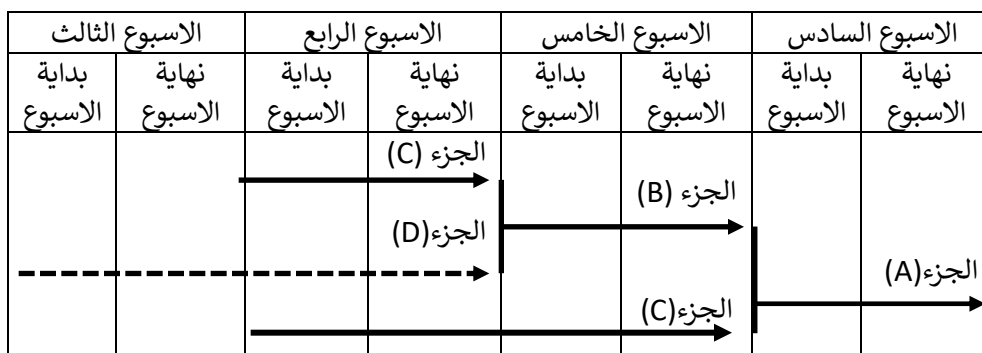 الاسبوع الثالث الاسبوع الرابع الاسبوع الخامس الاسبوع السادس
بداية الاسبوع نهاية الاسبوع بداية الاسبوع نهاية الاسبوع بداية الاسبوع نهاية الاسبوع بداية الاسبوع نهاية الاسبوع
الجزء (C)
الجزء (B)
الجزء(D)
الجزء(A)
الجزء(C)